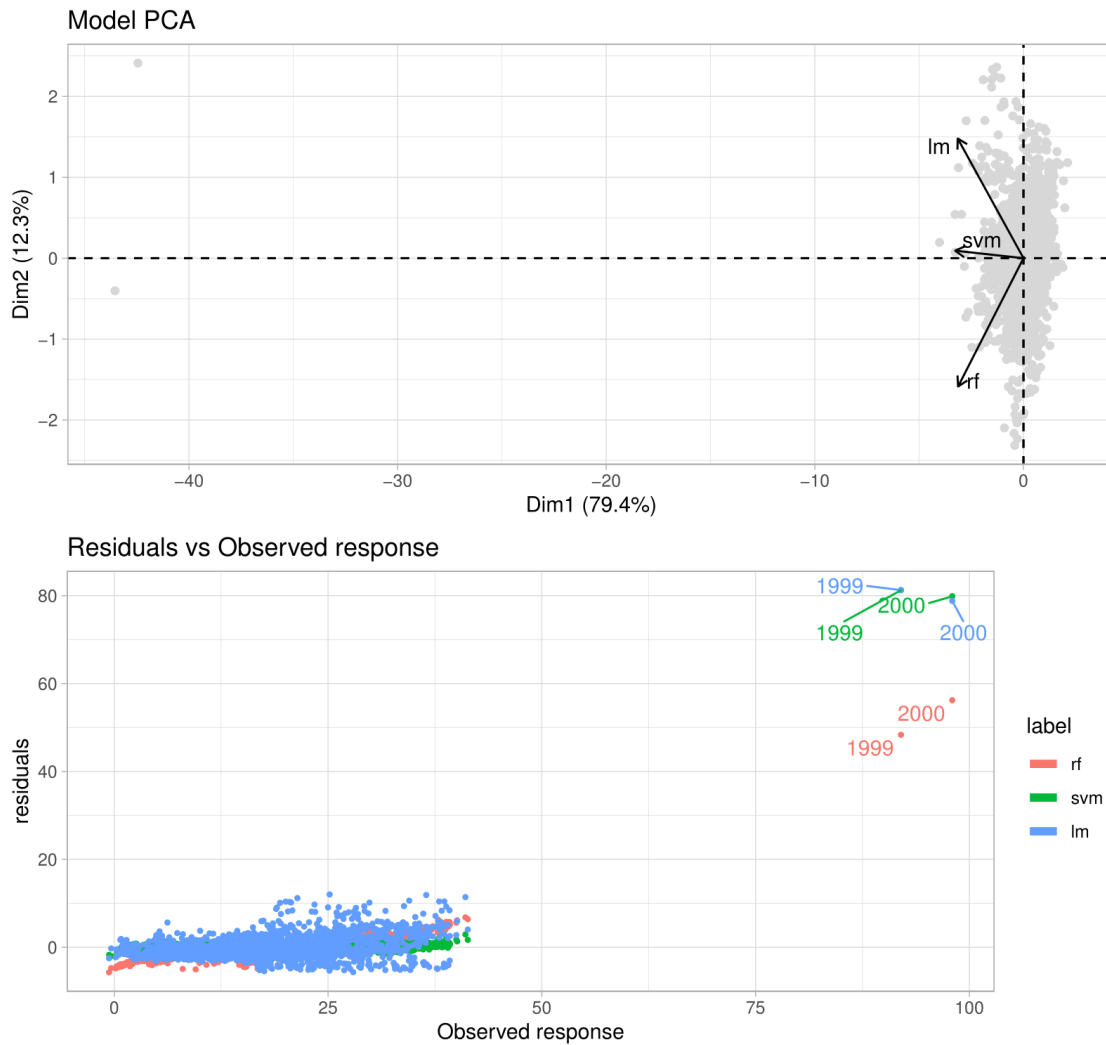 Model PCA
2
1
0
−1
−2
Dim2 (12.3%)
lm
svm
rf
−40
−30
−20
−10
0
Dim1 (79.4%)
Residuals vs Observed response
80
60
40
20
0
residuals
1999
2000
1999
2000
2000
1999
0
25
50
75
100
Observed response
label
rf
svm
lm